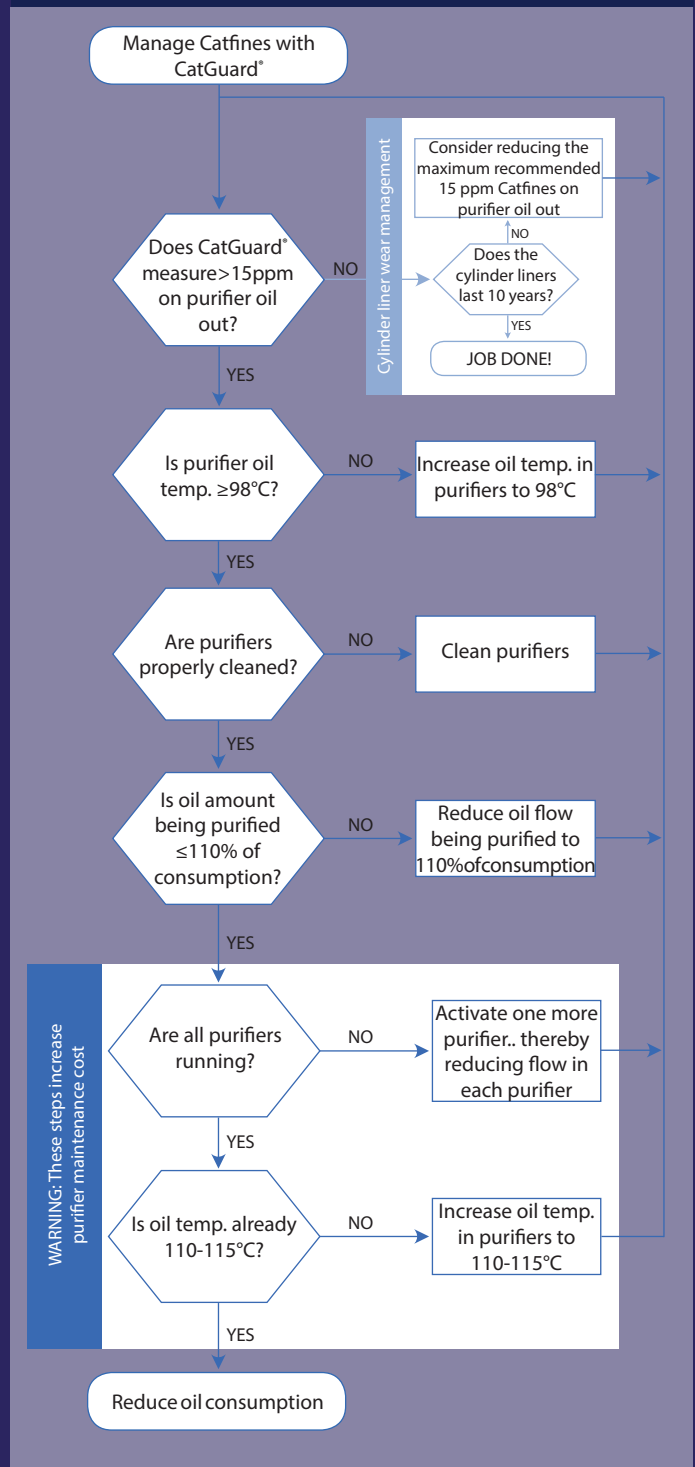 Manage Catfines with
CatGuard®
Does CatGuard®
measure>15ppm
on purifier oil
out?
NO
Cylinder liner wear management
Consider reducing the
maximum recommended
15 ppm Catfines on
purifier oil out
NO
Does the
cylinder liners
last 10 years?
YES
JOB DONE!
YES
Is purifier oil
temp. ≥98°C?
NO
Increase oil temp. in
purifiers to 98°C
YES
Are purifiers
properly cleaned?
NO
Clean purifiers
YES
Is oil amount
being purified
≤110% of
consumption?
NO
Reduce oil flow
being purified to
110%ofconsumption
YES
WARNING: These steps increase
purifier maintenance cost
Are all purifiers
running?
NO
Activate one more
purifier.. thereby
reducing flow in
each purifier
YES
Is oil temp. already
110-115°C?
NO
Increase oil temp.
in purifiers to
110-115°C
YES
Reduce oil consumption